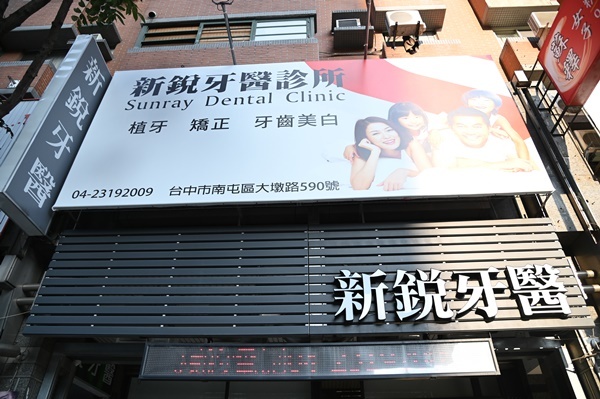 新銳牙醫診所
Sunray Dental Clinic
植牙 矯正 牙齒美白
04-23192009 台中市南屯區大墩路590號
新銳牙醫
新銳牙醫